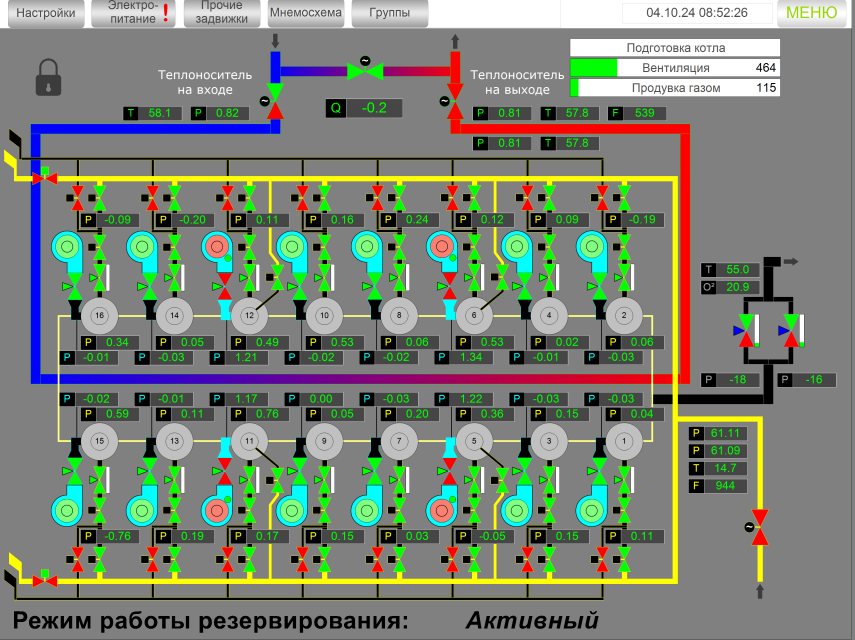 Настройки
Электро-
питание !
Прочие
задвижки
Мнемосхема
Группы
04.10.24 08:52:26
МЕНЮ
Подготовка котла
Вентиляция 464
Продувка газом 115
Теплоноситель
на входе
Теплоноситель
на выходе
~
Q -0.2
~
~
T 58.1 P 0.82
P 0.81 T 57.8 F 539
P 0.81 T 57.8
P -0.09 P -0.20 P 0.11 P 0.16 P 0.24 P 0.12 P 0.09 P -0.19
T 55.0
O² 20.9
16 14 12 10 8 6 4 2
P 0.34 P 0.05 P 0.49 P 0.53 P 0.06 P 0.53 P 0.02 P 0.06
P -0.01 P -0.03 P 1.21 P -0.02 P -0.02 P 1.34 P -0.01 P -0.03
P -18 P -16
P -0.02 P -0.01 P 1.17 P 0.00 P -0.03 P 1.22 P -0.03 P -0.03
P 0.59 P 0.11 P 0.76 P 0.05 P 0.20 P 0.36 P 0.15 P 0.04
15 13 11 9 7 5 3 1
P 61.11
P 61.09
T 14.7
F 944
~
P -0.76 P 0.19 P 0.17 P 0.15 P 0.03 P -0.05 P 0.15 P 0.11
Режим работы резервирования: Активный